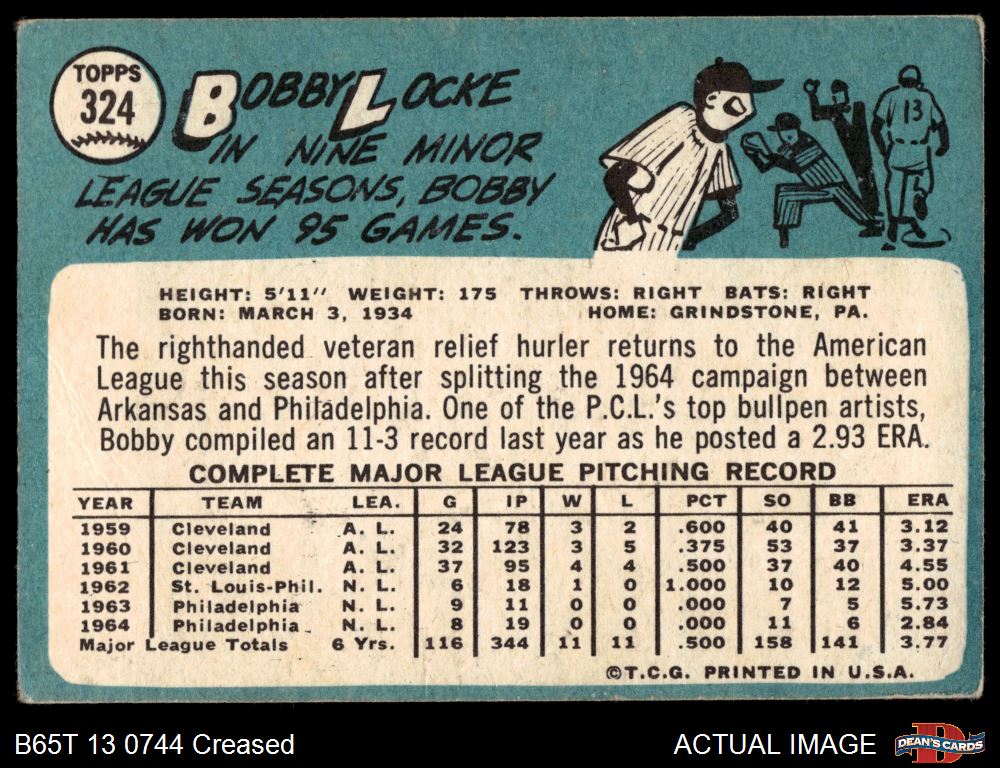 TOPPS
324
BOBBY LOCKE
IN NINE MINOR
LEAGUE SEASONS, BOBBY
HAS WON 95 GAMES.
13
HEIGHT: 5'11" WEIGHT: 175 THROWS: RIGHT BATS: RIGHT
BORN: MARCH 3, 1934 HOME: GRINDSTONE, PA.
The righthanded veteran relief hurler returns to the American
League this season after splitting the 1964 campaign between
Arkansas and Philadelphia. One of the P.C.L.'s top bullpen artists,
Bobby compiled an 11-3 record last year as he posted a 2.93 ERA.
COMPLETE MAJOR LEAGUE PITCHING RECORD
YEAR TEAM LEA. G IP W L PCT SO BB ERA
1959 Cleveland A. L. 24 78 3 2 .600 40 41 3.12
1960 Cleveland A. L. 32 123 3 5 .375 53 37 3.37
1961 Cleveland A. L. 37 95 4 4 .500 37 40 4.55
1962 St. Louis-Phil. N. L. 6 18 1 0 1.000 10 12 5.00
1963 Philadelphia N. L. 9 11 0 0 .000 7 5 5.73
1964 Philadelphia N. L. 8 19 0 0 .000 11 6 2.84
Major League Totals 6 Yrs. 116 344 11 11 .500 158 141 3.77
©T.C.G. PRINTED IN U.S.A.
B65T 13 0744 Creased
ACTUAL IMAGE
D
DEAN'S CARDS